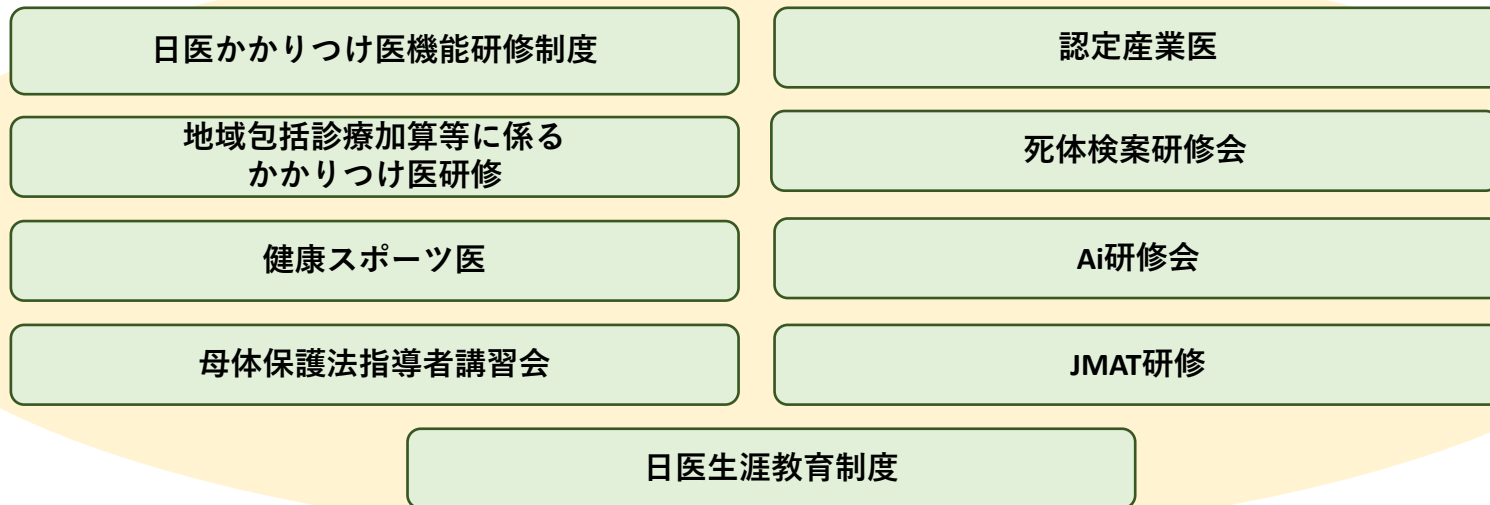 日医かかりつけ医機能研修制度
認定産業医
地域包括診療加算等に係る
かかりつけ医研修
死体検案研修会
健康スポーツ医
Ai研修会
母体保護法指導者講習会
JMAT研修
日医生涯教育制度